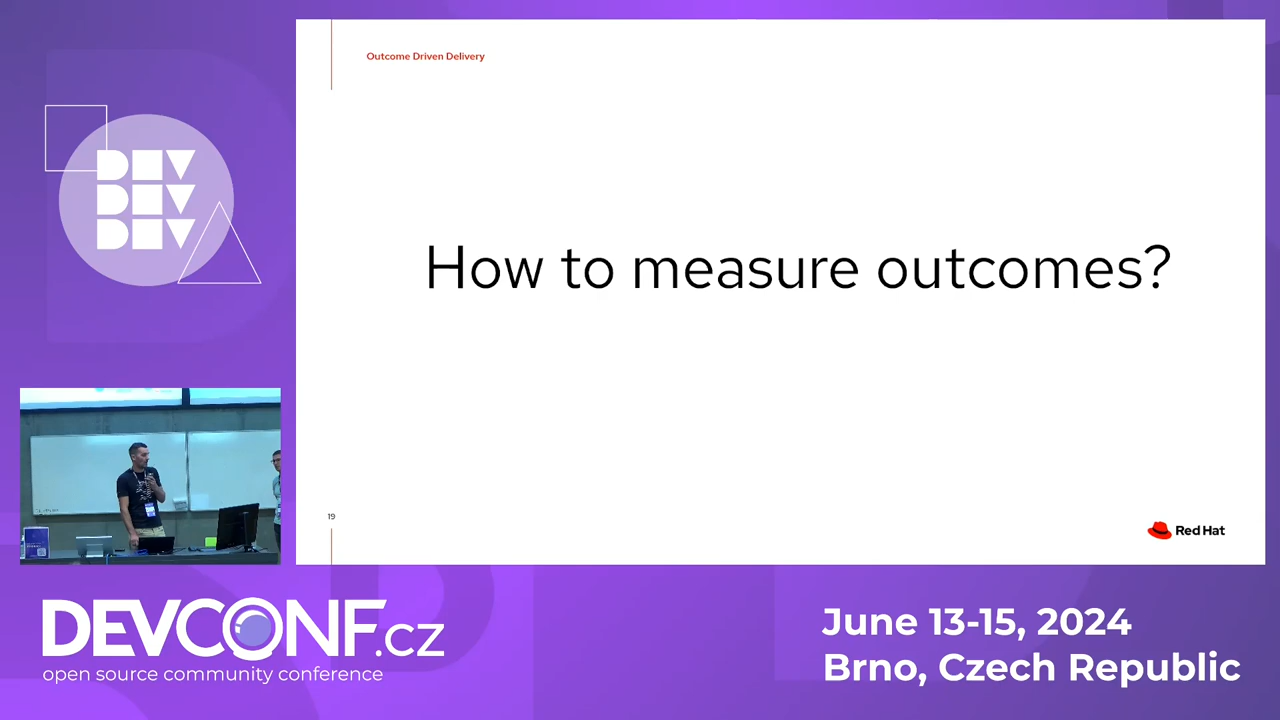 Outcome Driven Delivery
DEV
DEV
DEV
How to measure outcomes?
19
Red Hat
DEVCONF.cz
open source community conference
June 13-15, 2024
Brno, Czech Republic